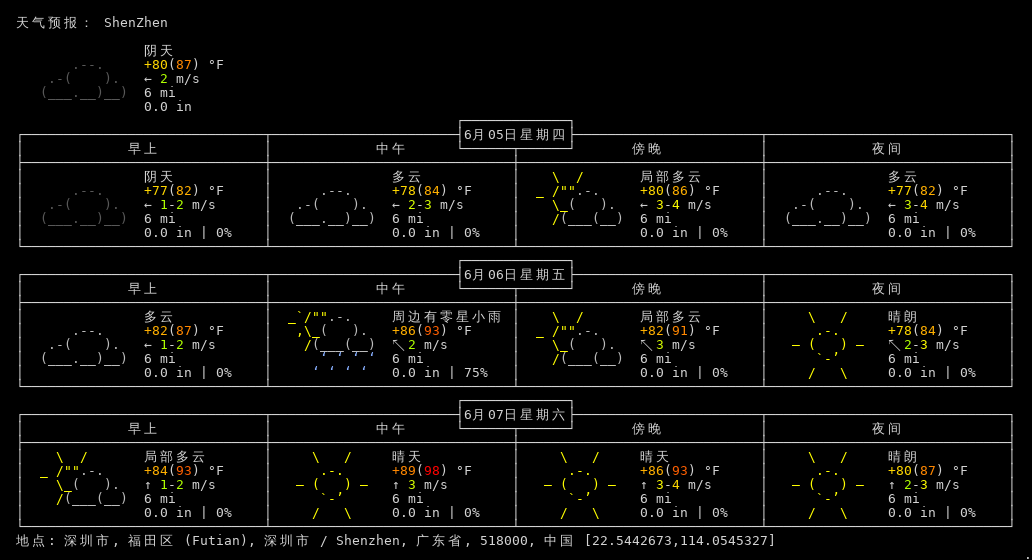 天气预报： ShenZhen
阴天
+80(87) °F
← 2 m/s
6 mi
0.0 in
6月05日星期四
早上 中午 傍晚 夜间
阴天 多云 局部多云 多云
+77(82) °F +78(84) °F +80(86) °F +77(82) °F
← 1-2 m/s ← 2-3 m/s ← 3-4 m/s ← 3-4 m/s
6 mi 6 mi 6 mi 6 mi
0.0 in | 0% 0.0 in | 0% 0.0 in | 0% 0.0 in | 0%
6月06日星期五
早上 中午 傍晚 夜间
多云 周边有零星小雨 局部多云 晴朗
+82(87) °F +86(93) °F +82(91) °F +78(84) °F
← 1-2 m/s ↖ 2 m/s ↖ 3 m/s ↖ 2-3 m/s
6 mi 6 mi 6 mi 6 mi
0.0 in | 0% 0.0 in | 75% 0.0 in | 0% 0.0 in | 0%
6月07日星期六
早上 中午 傍晚 夜间
局部多云 晴天 晴天 晴朗
+84(93) °F +89(98) °F +86(93) °F +80(87) °F
↑ 1-2 m/s ↑ 3 m/s ↑ 3-4 m/s ↑ 2-3 m/s
6 mi 6 mi 6 mi 6 mi
0.0 in | 0% 0.0 in | 0% 0.0 in | 0% 0.0 in | 0%
地点: 深圳市, 福田区 (Futian), 深圳市 / Shenzhen, 广东省, 518000, 中国 [22.5442673,114.0545327]